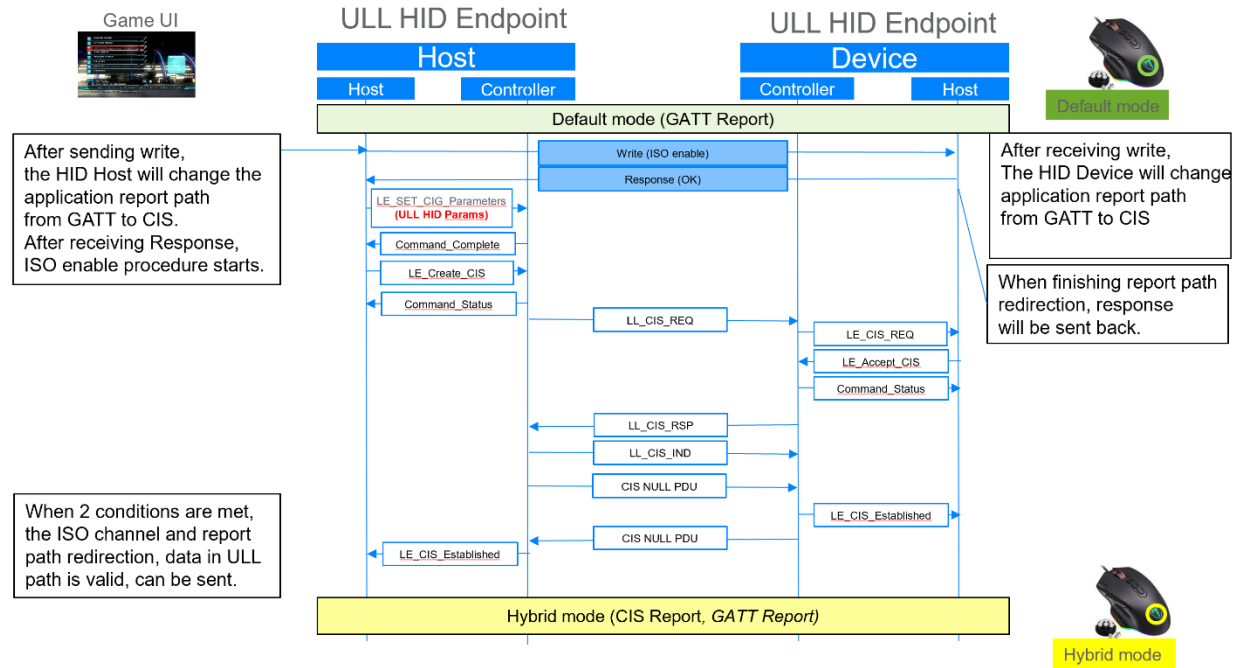 Game UI
ULL HID Endpoint
ULL HID Endpoint
Host
Device
Host
Controller
Controller
Host
Default mode
Default mode (GATT Report)
After sending write,
the HID Host will change the
application report path
from GATT to CIS.
After receiving Response,
ISO enable procedure starts.
Write (ISO enable)
Response (OK)
After receiving write,
The HID Device will change
application report path
from GATT to CIS
LE_SET_CIG_Parameters
(ULL HID Params)
Command_Complete
LE_Create_CIS
Command_Status
When finishing report path
redirection, response
will be sent back.
LL_CIS_REQ
LE_CIS_REQ
LE_Accept_CIS
Command_Status
LL_CIS_RSP
LL_CIS_IND
CIS NULL PDU
LE_CIS_Established
CIS NULL PDU
LE_CIS_Established
When 2 conditions are met,
the ISO channel and report
path redirection, data in ULL
path is valid, can be sent.
Hybrid mode (CIS Report, GATT Report)
Hybrid mode